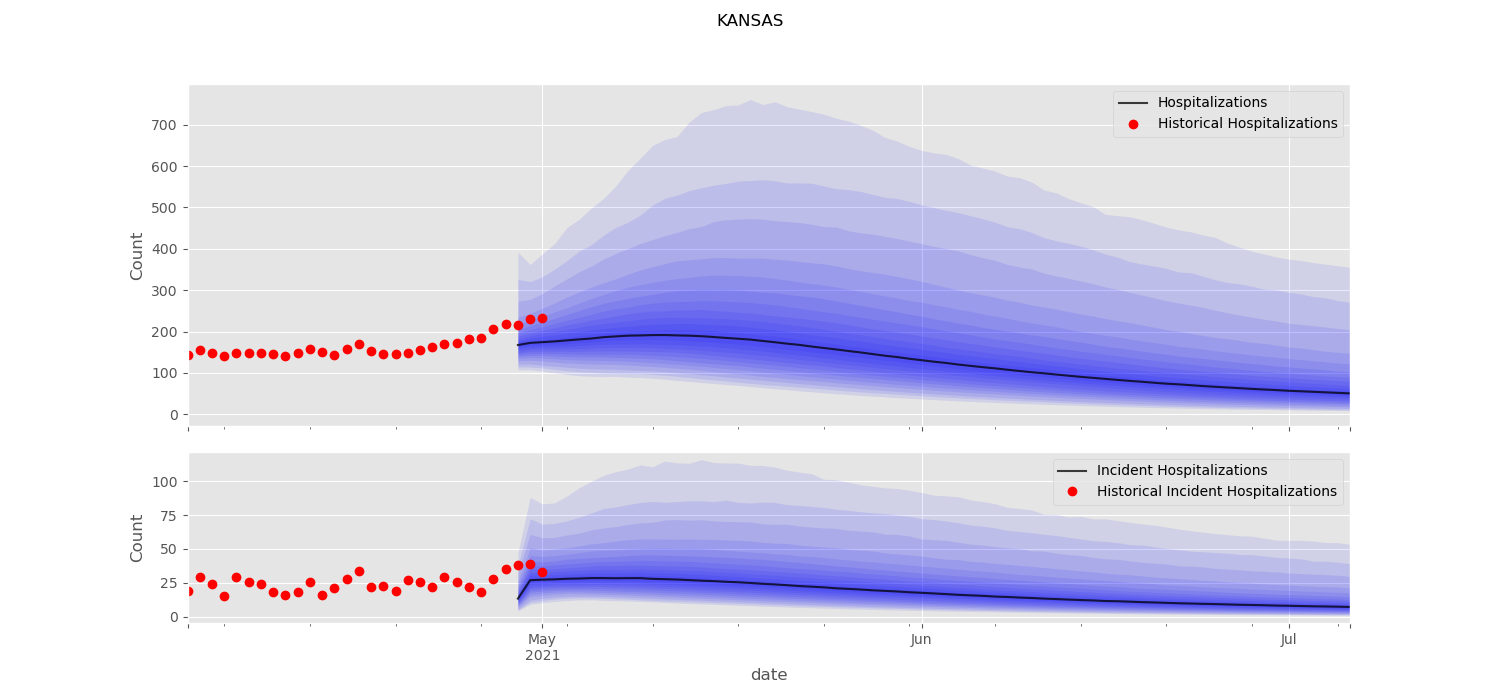 KANSAS
Hospitalizations
Historical Hospitalizations
700
600
500
400
300
200
100
0
Count
Incident Hospitalizations
Historical Incident Hospitalizations
100
75
50
25
0
Count
May
2021
Jun
Jul
date